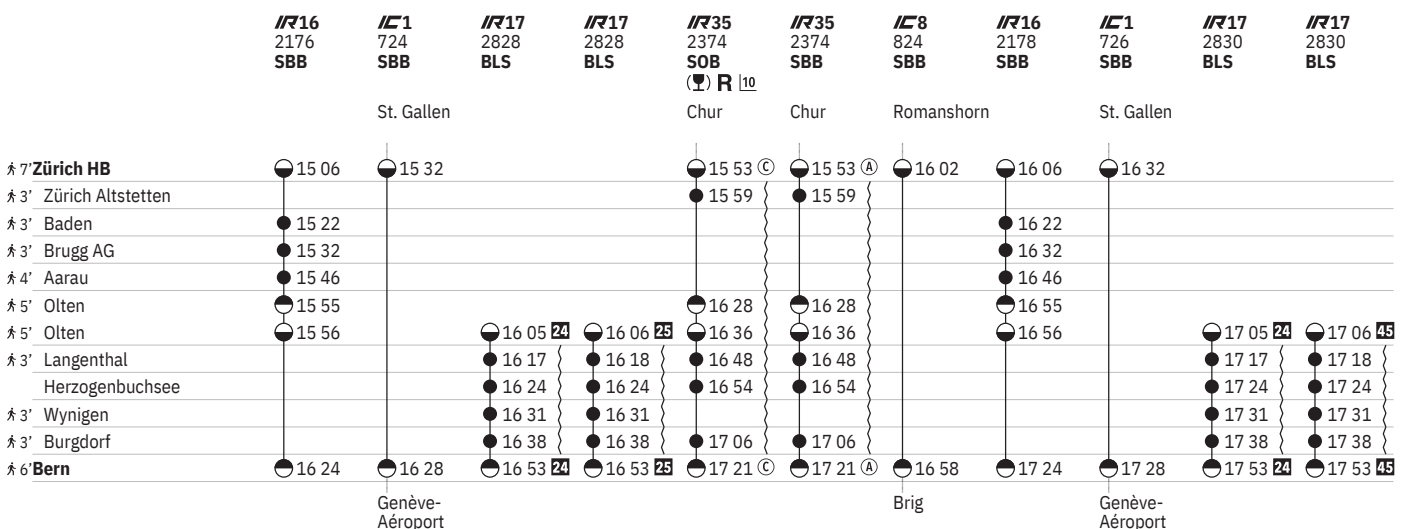 IR16 IC1 IR17 IR17 IR35 IR35 IC8 IR16 IC1 IR17 IR17
2176 724 2828 2828 2374 2374 824 2178 726 2830 2830
SBB SBB BLS BLS SOB SBB SBB SBB SBB BLS BLS
R 10
St. Gallen Chur Chur Romanshorn St. Gallen
7' Zürich HB 15 06 15 32 15 53 C 15 53 A 16 02 16 06 16 32
3' Zürich Altstetten 15 59 15 59
3' Baden 15 22 16 22
3' Brugg AG 15 32 16 32
4' Aarau 15 46 16 46
5' Olten 15 55 16 28 16 28 16 55
5' Olten 15 56 16 05 24 16 06 25 16 36 16 36 16 56 17 05 24 17 06 45
3' Langenthal 16 17 16 18 16 48 16 48 17 17 17 18
Herzogenbuchsee 16 24 16 24 16 54 16 54 17 24 17 24
3' Wynigen 16 31 16 31 17 31 17 31
3' Burgdorf 16 38 16 38 17 06 17 06 17 38 17 38
6' Bern 16 24 16 28 16 53 24 16 53 25 17 21 C 17 21 A 16 58 17 24 17 28 17 53 24 17 53 45
Genève- Brig Genève-
Aéroport Aéroport